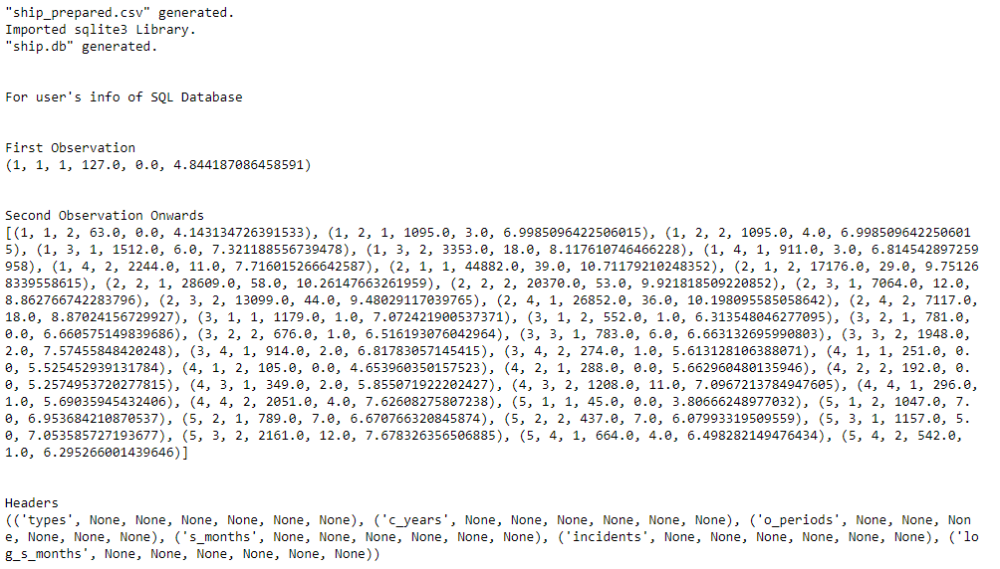 "ship_prepared.csv" generated.
Imported sqlite3 Library.
"ship.db" generated.
For user's info of SQL Database
First Observation
(1, 1, 1, 127.0, 0.0, 4.844187086458591)
Second Observation Onwards
[(1, 1, 2, 63.0, 0.0, 4.143134726391533), (1, 2, 1, 1095.0, 3.0, 6.9985096422506015), (1, 2, 2, 1095.0, 4.0, 6.998509642250601
5), (1, 3, 1, 1512.0, 6.0, 7.321188556739478), (1, 3, 2, 3353.0, 18.0, 8.117610746466228), (1, 4, 1, 911.0, 3.0, 6.814542897259
958), (1, 4, 2, 2244.0, 11.0, 7.716015266642587), (2, 1, 1, 44882.0, 39.0, 10.71179210248352), (2, 1, 2, 17176.0, 29.0, 9.75126
8339558615), (2, 2, 1, 28609.0, 58.0, 10.26147663261959), (2, 2, 2, 20370.0, 53.0, 9.921818509220852), (2, 3, 1, 7064.0, 12.0,
8.862766742283796), (2, 3, 2, 13099.0, 44.0, 9.48029117039765), (2, 4, 1, 26852.0, 36.0, 10.198095585058642), (2, 4, 2, 7117.0,
18.0, 8.87024156729927), (3, 1, 1, 1179.0, 1.0, 7.072421900537371), (3, 1, 2, 552.0, 1.0, 6.313548046277095), (3, 2, 1, 781.0,
0.0, 6.660575149839686), (3, 2, 2, 676.0, 1.0, 6.516193076042964), (3, 3, 1, 783.0, 6.0, 6.663132695990803), (3, 3, 2, 1948.0,
2.0, 7.57455848420248), (3, 4, 1, 914.0, 2.0, 6.81783057145415), (3, 4, 2, 274.0, 1.0, 5.613128106388071), (4, 1, 1, 251.0, 0.
0, 5.525452939131784), (4, 1, 2, 105.0, 0.0, 4.653960350157523), (4, 2, 1, 288.0, 0.0, 5.662960480135946), (4, 2, 2, 192.0, 0.
0, 5.2574953720277815), (4, 3, 1, 349.0, 2.0, 5.855071922202427), (4, 3, 2, 1208.0, 11.0, 7.0967213784947605), (4, 4, 1, 296.0,
1.0, 5.69035945432406), (4, 4, 2, 2051.0, 4.0, 7.62608275807238), (5, 1, 1, 45.0, 0.0, 3.80666248977032), (5, 1, 2, 1047.0, 7.
0, 6.953684210870537), (5, 2, 1, 789.0, 7.0, 6.670766320845874), (5, 2, 2, 437.0, 7.0, 6.07993319509559), (5, 3, 1, 1157.0, 5.
0, 7.053585727193677), (5, 3, 2, 2161.0, 12.0, 7.678326356506885), (5, 4, 1, 664.0, 4.0, 6.498282149476434), (5, 4, 2, 542.0,
1.0, 6.295266001439646)]
Headers
(('types', None, None, None, None, None, None), ('c_years', None, None, None, None, None, None), ('o_periods', None, None, Non
e, None, None, None), ('s_months', None, None, None, None, None, None), ('incidents', None, None, None, None, None, None), ('lo
g_s_months', None, None, None, None, None, None))